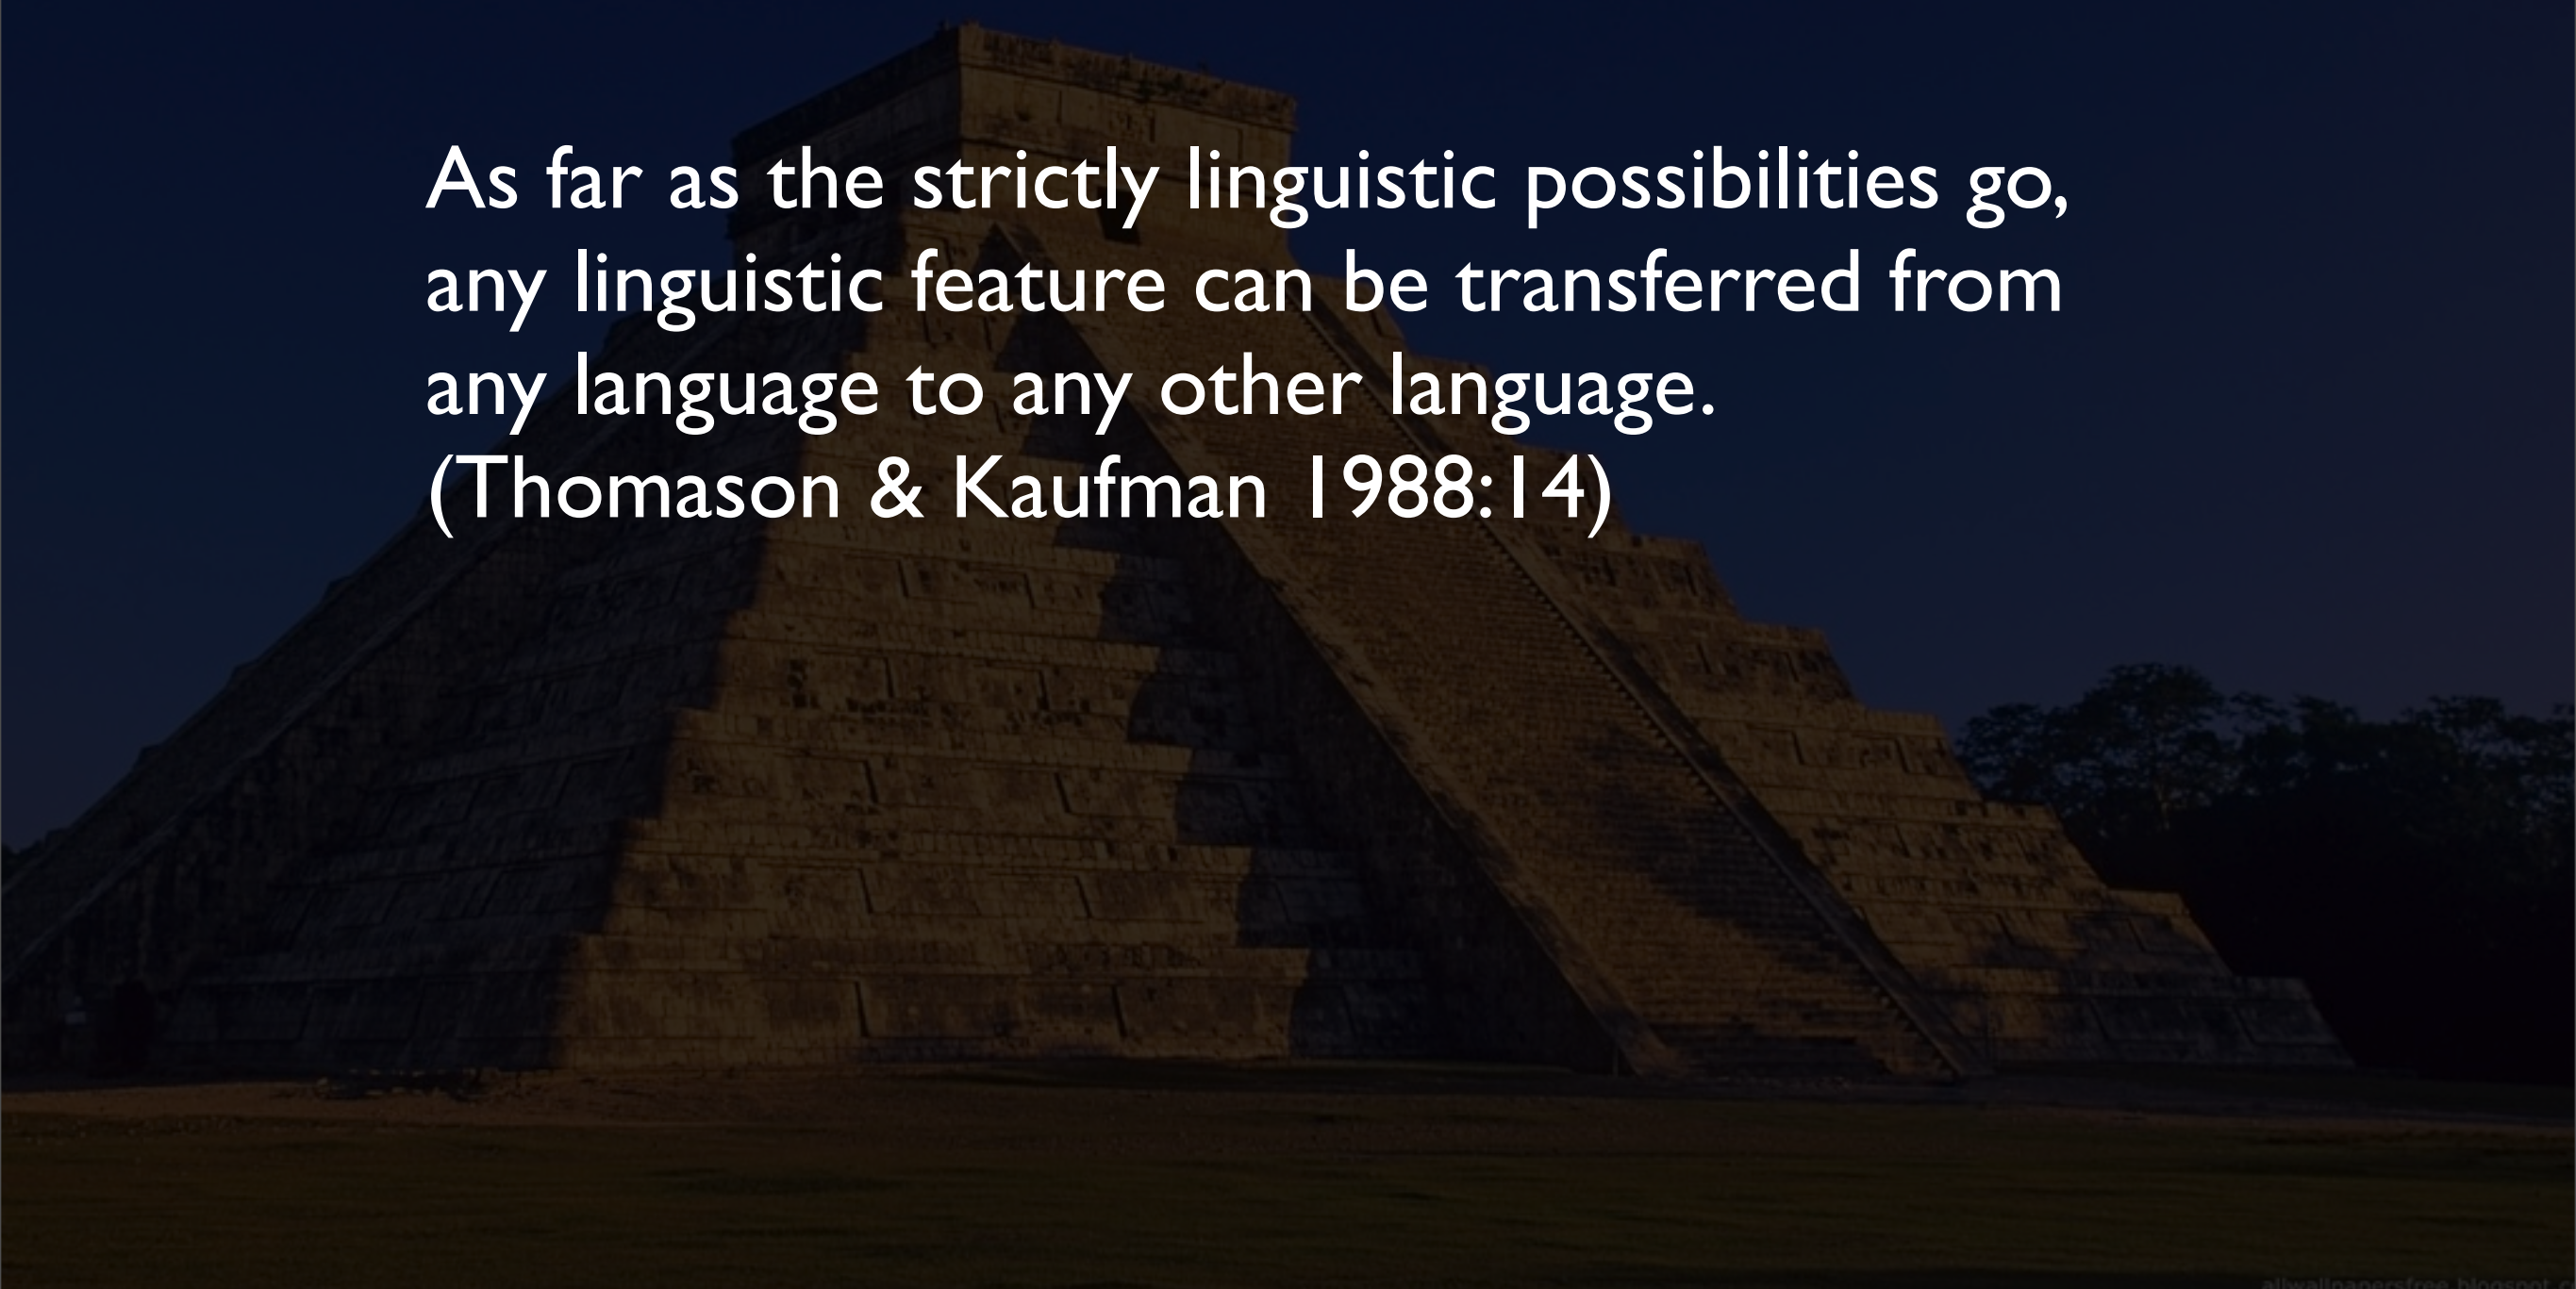 As far as the strictly linguistic possibilities go,
any linguistic feature can be transferred from
any language to any other language.
(Thomason & Kaufman 1988:14)